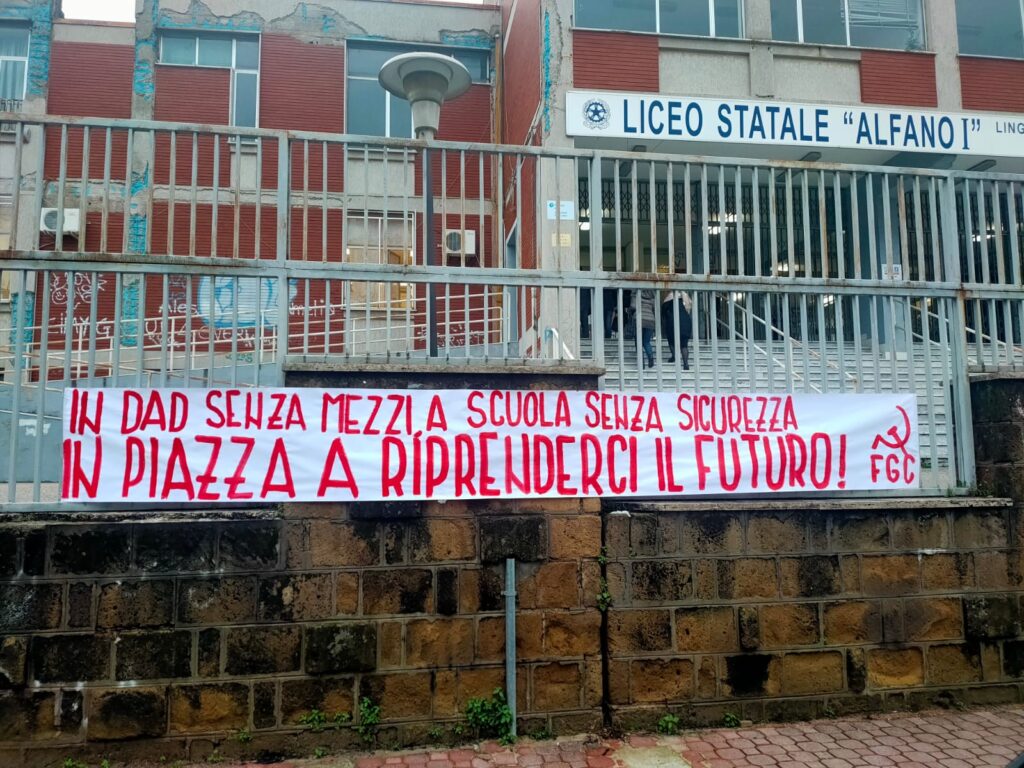 LICEO STATALE "ALFANO I"
IN DAD SENZA MEZZI, A SCUOLA SENZA SICUREZZA
IN PIAZZA A RIPRENDERCI IL FUTURO!
FGC